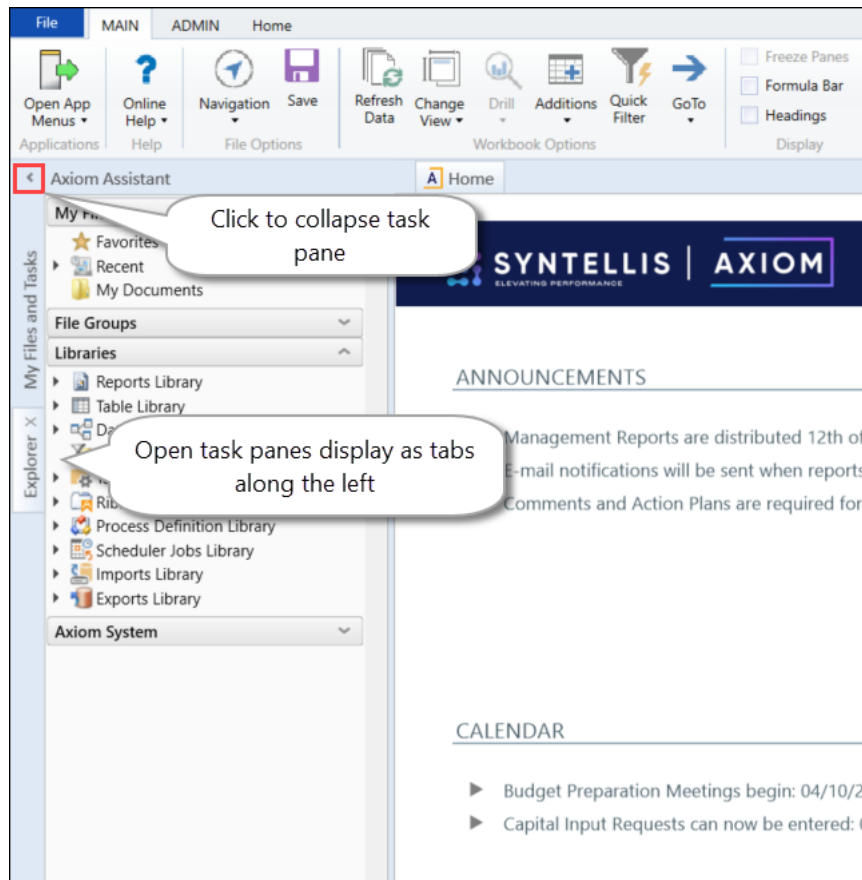 File MAIN ADMIN Home
Open App Menus
Online Help
Navigation
Save
Refresh Data
Change View
Drill
Additions
Quick Filter
GoTo
Freeze Panes
Formula Bar
Headings
Applications
Help
File Options
Workbook Options
Display
Axiom Assistant
A Home
Click to collapse task
pane
Favorites
Recent
My Documents
File Groups
Libraries
Reports Library
Table Library
Open task panes display as tabs
along the left
Process Definition Library
Scheduler Jobs Library
Imports Library
Exports Library
Axiom System
My Files and Tasks
Explorer X
SYNTELLIS | AXIOM
ELEVATING PERFORMANCE
ANNOUNCEMENTS
Management Reports are distributed 12th of
E-mail notifications will be sent when reports
Comments and Action Plans are required for
CALENDAR
Budget Preparation Meetings begin: 04/10/2
Capital Input Requests can now be entered: